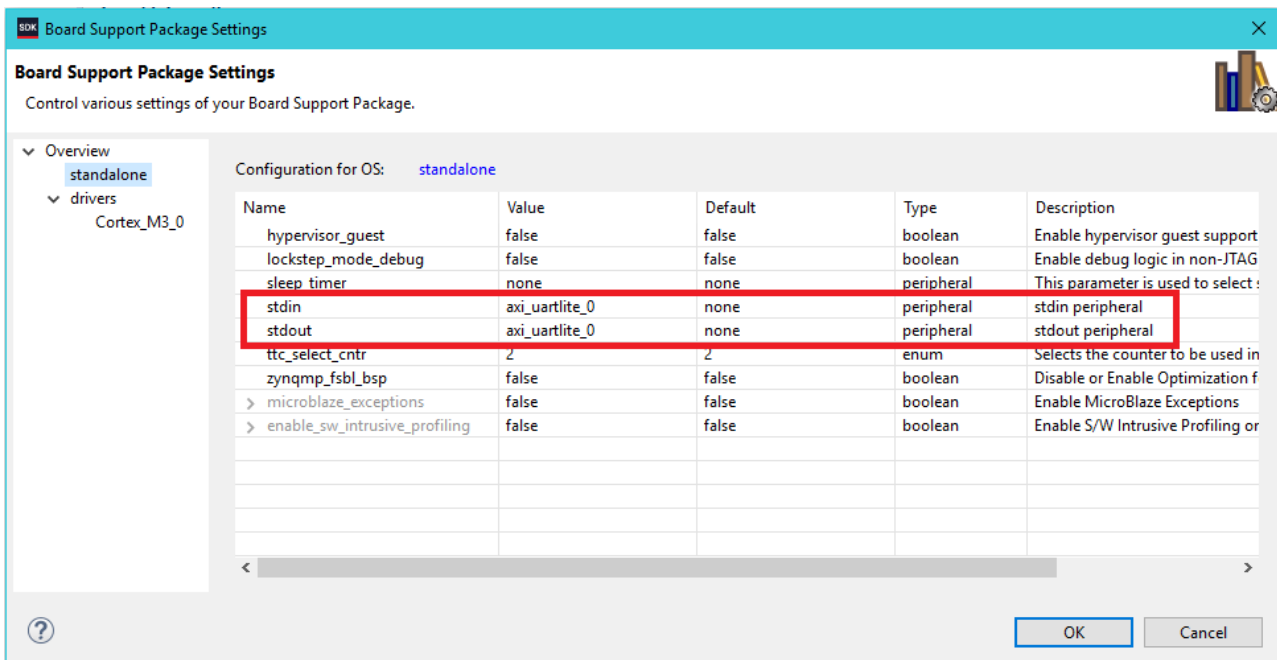 SDK Board Support Package Settings
Board Support Package Settings
Control various settings of your Board Support Package.
Overview
standalone
drivers
Cortex_M3_0
Configuration for OS: standalone
Name Value Default Type Description
hypervisor_guest false false boolean Enable hypervisor guest support
lockstep_mode_debug false false boolean Enable debug logic in non-JTAG
sleep_timer none none peripheral This parameter is used to select
stdin axi_uartlite_0 none peripheral stdin peripheral
stdout axi_uartlite_0 none peripheral stdout peripheral
ttc_select_cntr 2 2 enum Selects the counter to be used in
zynqmp_fsbl_bsp false false boolean Disable or Enable Optimization f
microblaze_exceptions false false boolean Enable MicroBlaze Exceptions
enable_sw_intrusive_profiling false false boolean Enable S/W Intrusive Profiling or
?
OK Cancel